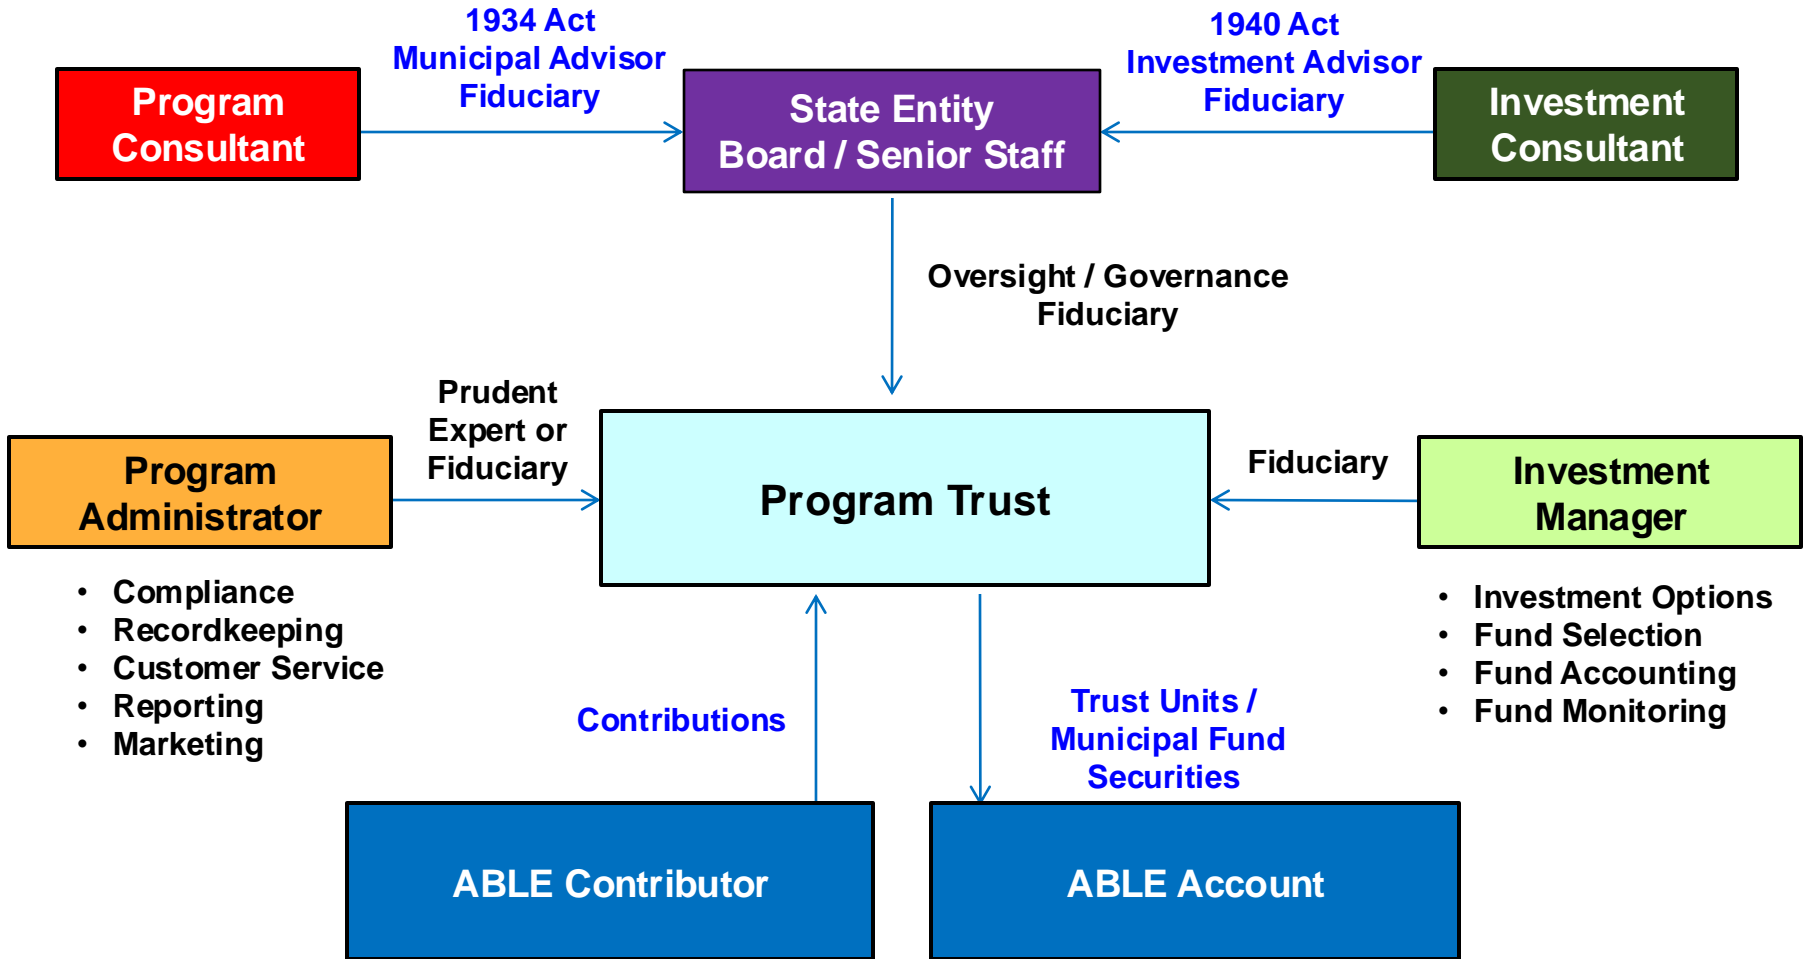 1934 Act
Municipal Advisor
Fiduciary
1940 Act
Investment Advisor
Fiduciary
Program
Consultant
State Entity
Board / Senior Staff
Investment
Consultant
Oversight / Governance
Fiduciary
Prudent
Expert or
Fiduciary
Program
Administrator
Program Trust
Fiduciary
Investment
Manager
• Compliance
• Recordkeeping
• Customer Service
• Reporting
• Marketing
• Investment Options
• Fund Selection
• Fund Accounting
• Fund Monitoring
Contributions
Trust Units /
Municipal Fund
Securities
ABLE Contributor
ABLE Account